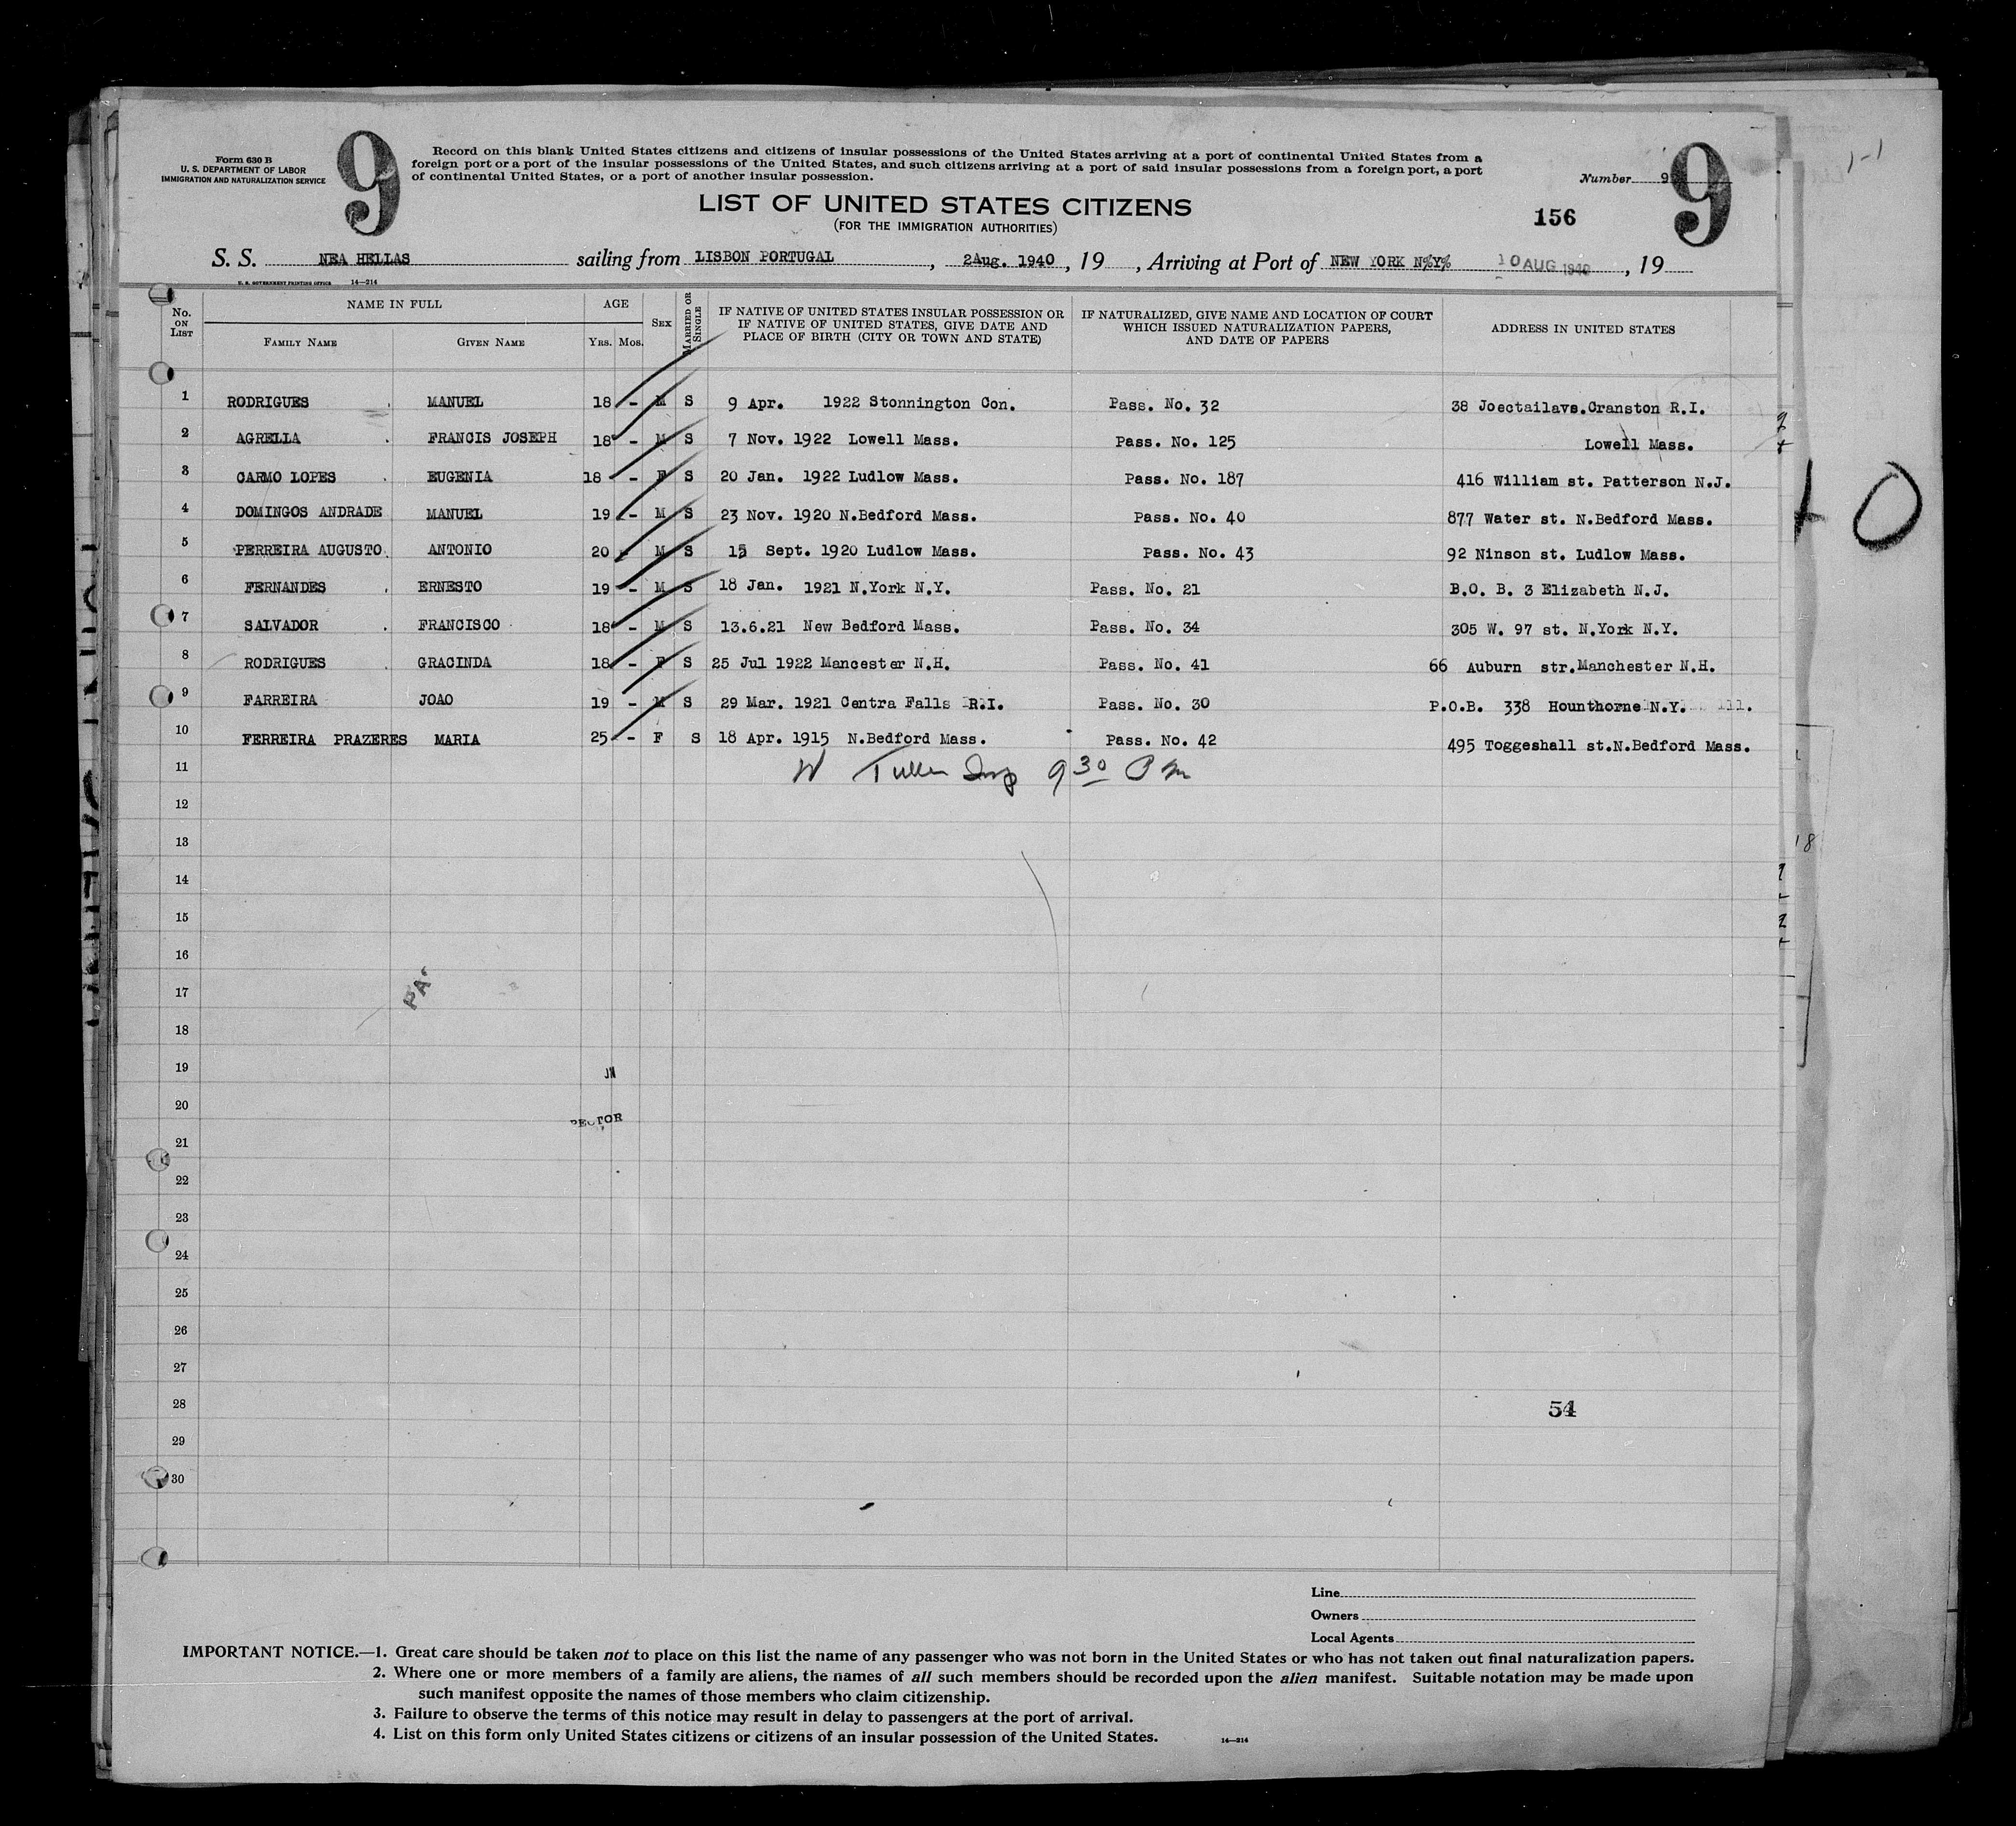 Form 630 B
U. S. DEPARTMENT OF LABOR
IMMIGRATION AND NATURALIZATION SERVICE
9
Record on this blank United States citizens and citizens of insular possessions of the United States arriving at a port of continental United States from a
foreign port or a port of the insular possessions of the United States, and such citizens arriving at a port of said insular possessions from a foreign port, a port
of continental United States, or a port of another insular possession.
Number 9
9
LIST OF UNITED STATES CITIZENS
(FOR THE IMMIGRATION AUTHORITIES)
156
S. S. NEA HELLAS sailing from LISBON PORTUGAL, 2Aug. 1940, 19 , Arriving at Port of NEW YORK N%Y% 10 AUG 1940, 19
U. S. GOVERNMENT PRINTING OFFICE 14—214
No. ON LIST NAME IN FULL AGE SEX MARRIED OR SINGLE IF NATIVE OF UNITED STATES INSULAR POSSESSION OR IF NATIVE OF UNITED STATES, GIVE DATE AND PLACE OF BIRTH (CITY OR TOWN AND STATE) IF NATURALIZED, GIVE NAME AND LOCATION OF COURT WHICH ISSUED NATURALIZATION PAPERS, AND DATE OF PAPERS ADDRESS IN UNITED STATES
FAMILY NAME GIVEN NAME YRS. MOS.
1 RODRIGUES MANUEL 18 - M S 9 Apr. 1922 Stonnington Con. Pass. No. 32 38 Joectailavs.Cranston R.I.
2 AGRELLA FRANCIS JOSEPH 18 - M S 7 Nov. 1922 Lowell Mass. Pass. No. 125 Lowell Mass.
3 CARMO LOPES EUGENIA 18 - F S 20 Jan. 1922 Ludlow Mass. Pass. No. 187 416 William st. Patterson N.J.
4 DOMINGOS ANDRADE MANUEL 19 - M S 23 Nov. 1920 N.Bedford Mass. Pass. No. 40 877 Water st. N.Bedford Mass.
5 PERREIRA AUGUSTO. ANTONIO 20 M S 15 Sept. 1920 Ludlow Mass. Pass. No. 43 92 Ninson st. Ludlow Mass.
6 FERNANDES ERNESTO 19 - M S 18 Jan. 1921 N.York N.Y. Pass. No. 21 B.O. B. 3 Elizabeth N.J.
7 SALVADOR FRANCISCO 18 - M S 13.6.21 New Bedford Mass. Pass. No. 34 305 W. 97 st. N.York N.Y.
8 RODRIGUES GRACINDA 18 - F S 25 Jul 1922 Mancester N.H. Pass. No. 41 66 Auburn str.Manchester N.H.
9 FARREIRA JOAO 19 - M S 29 Mar. 1921 Centra Falls R.I. Pass. No. 30 P.O.B. 338 Hounthorne N.Y.
10 FERREIRA PRAZERES MARIA 25 - F S 18 Apr. 1915 N.Bedford Mass. Pass. No. 42 495 Toggeshall st.N.Bedford Mass.
11 9 30 P m
12
13
14
15
16
17
18
19
20
PECTOR
21
22
23
24
25
26
27
28 54
29
30
Line
Owners
Local Agents
IMPORTANT NOTICE.—1. Great care should be taken not to place on this list the name of any passenger who was not born in the United States or who has not taken out final naturalization papers.
2. Where one or more members of a family are aliens, the names of all such members should be recorded upon the alien manifest. Suitable notation may be made upon
such manifest opposite the names of those members who claim citizenship.
3. Failure to observe the terms of this notice may result in delay to passengers at the port of arrival.
4. List on this form only United States citizens or citizens of an insular possession of the United States. 14—214